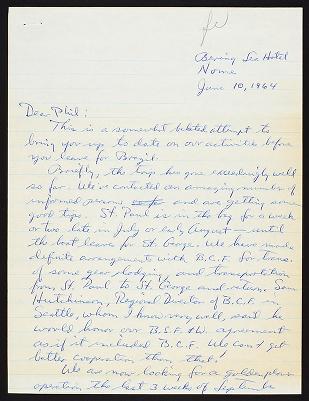 Bering Sea Hotel
Nome
June 10, 1964
Dear Phil:
This is a somewhat belated attempt to
bring you up to date on our activities before
you leave for Brazil.
Briefly, the trip has gone exceedingly well
so far. We've contacted an amazing number of
informed persons and are getting some
good tips. St. Paul is in the bag for a week
or two late in July or early August — until
the boat leaves for St. George. We have made
definite arrangements with B.C.F. for trans.
of some gear, lodging, and transportation
from St. Paul to St. George and return. Sam
Hutchinson, Regional Director of B.C.F. in
Seattle, whom I know very well, said he
would honor our B.S.F. & W. agreement
as if it included B.C.F. We can't get
better cooperation than that!
We are now looking for a golden plover
operation the last 3 weeks of September